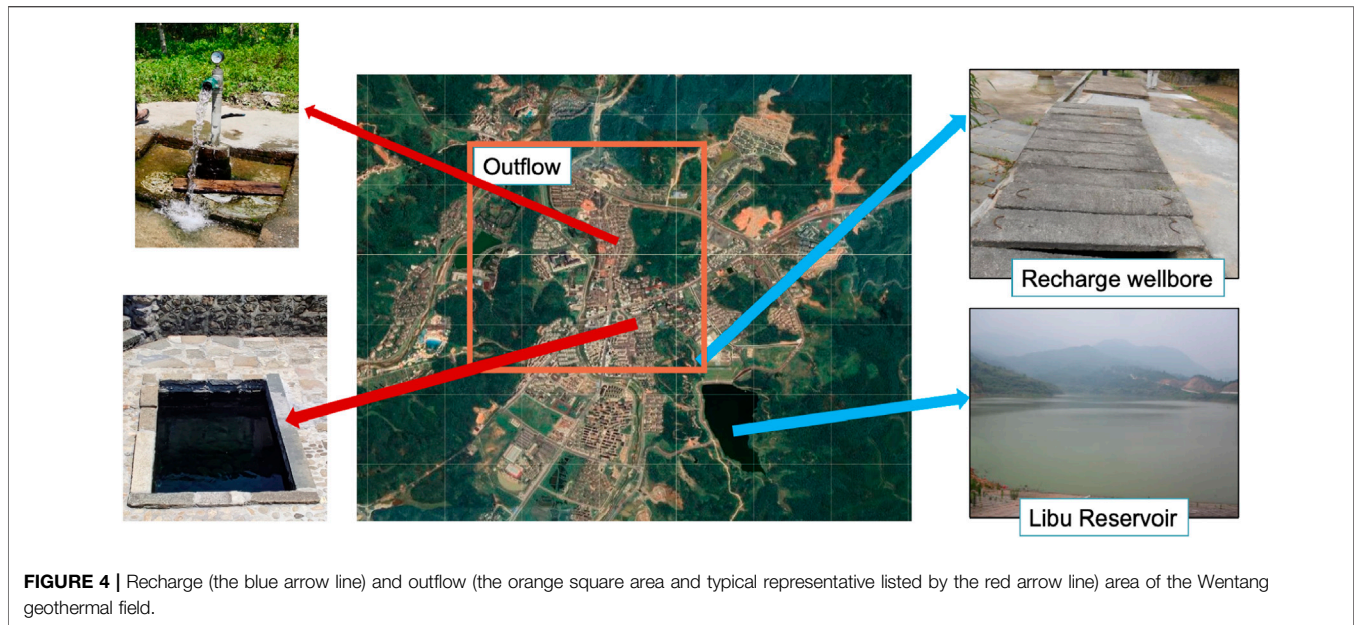 Outflow
Recharge wellbore
Libu Reservoir
FIGURE 4 | Recharge (the blue arrow line) and outflow (the orange square area and typical representative listed by the red arrow line) area of the Wentang
geothermal field.